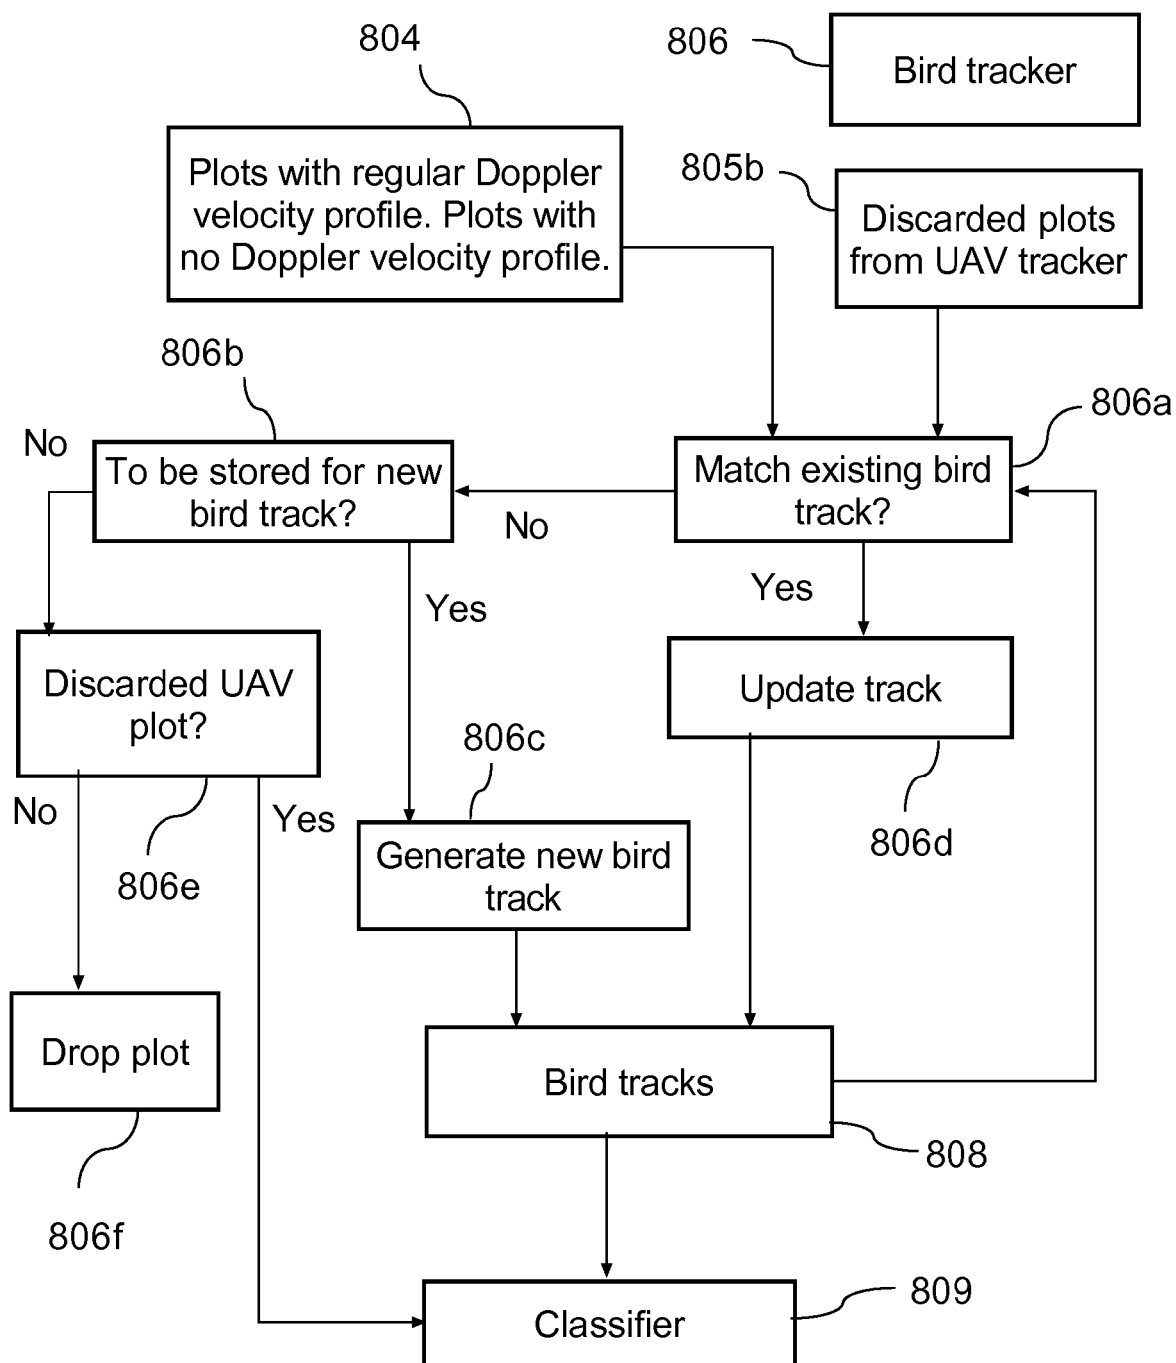 804
806
Bird tracker
Plots with regular Doppler
velocity profile. Plots with
no Doppler velocity profile.
805b
Discarded plots
from UAV tracker
806b
806a
No
To be stored for new
bird track?
No
Match existing bird
track?
Yes
Yes
Discarded UAV
plot?
Update track
806c
No
Yes
806d
806e
Generate new bird
track
Drop plot
Bird tracks
808
806f
809
Classifier